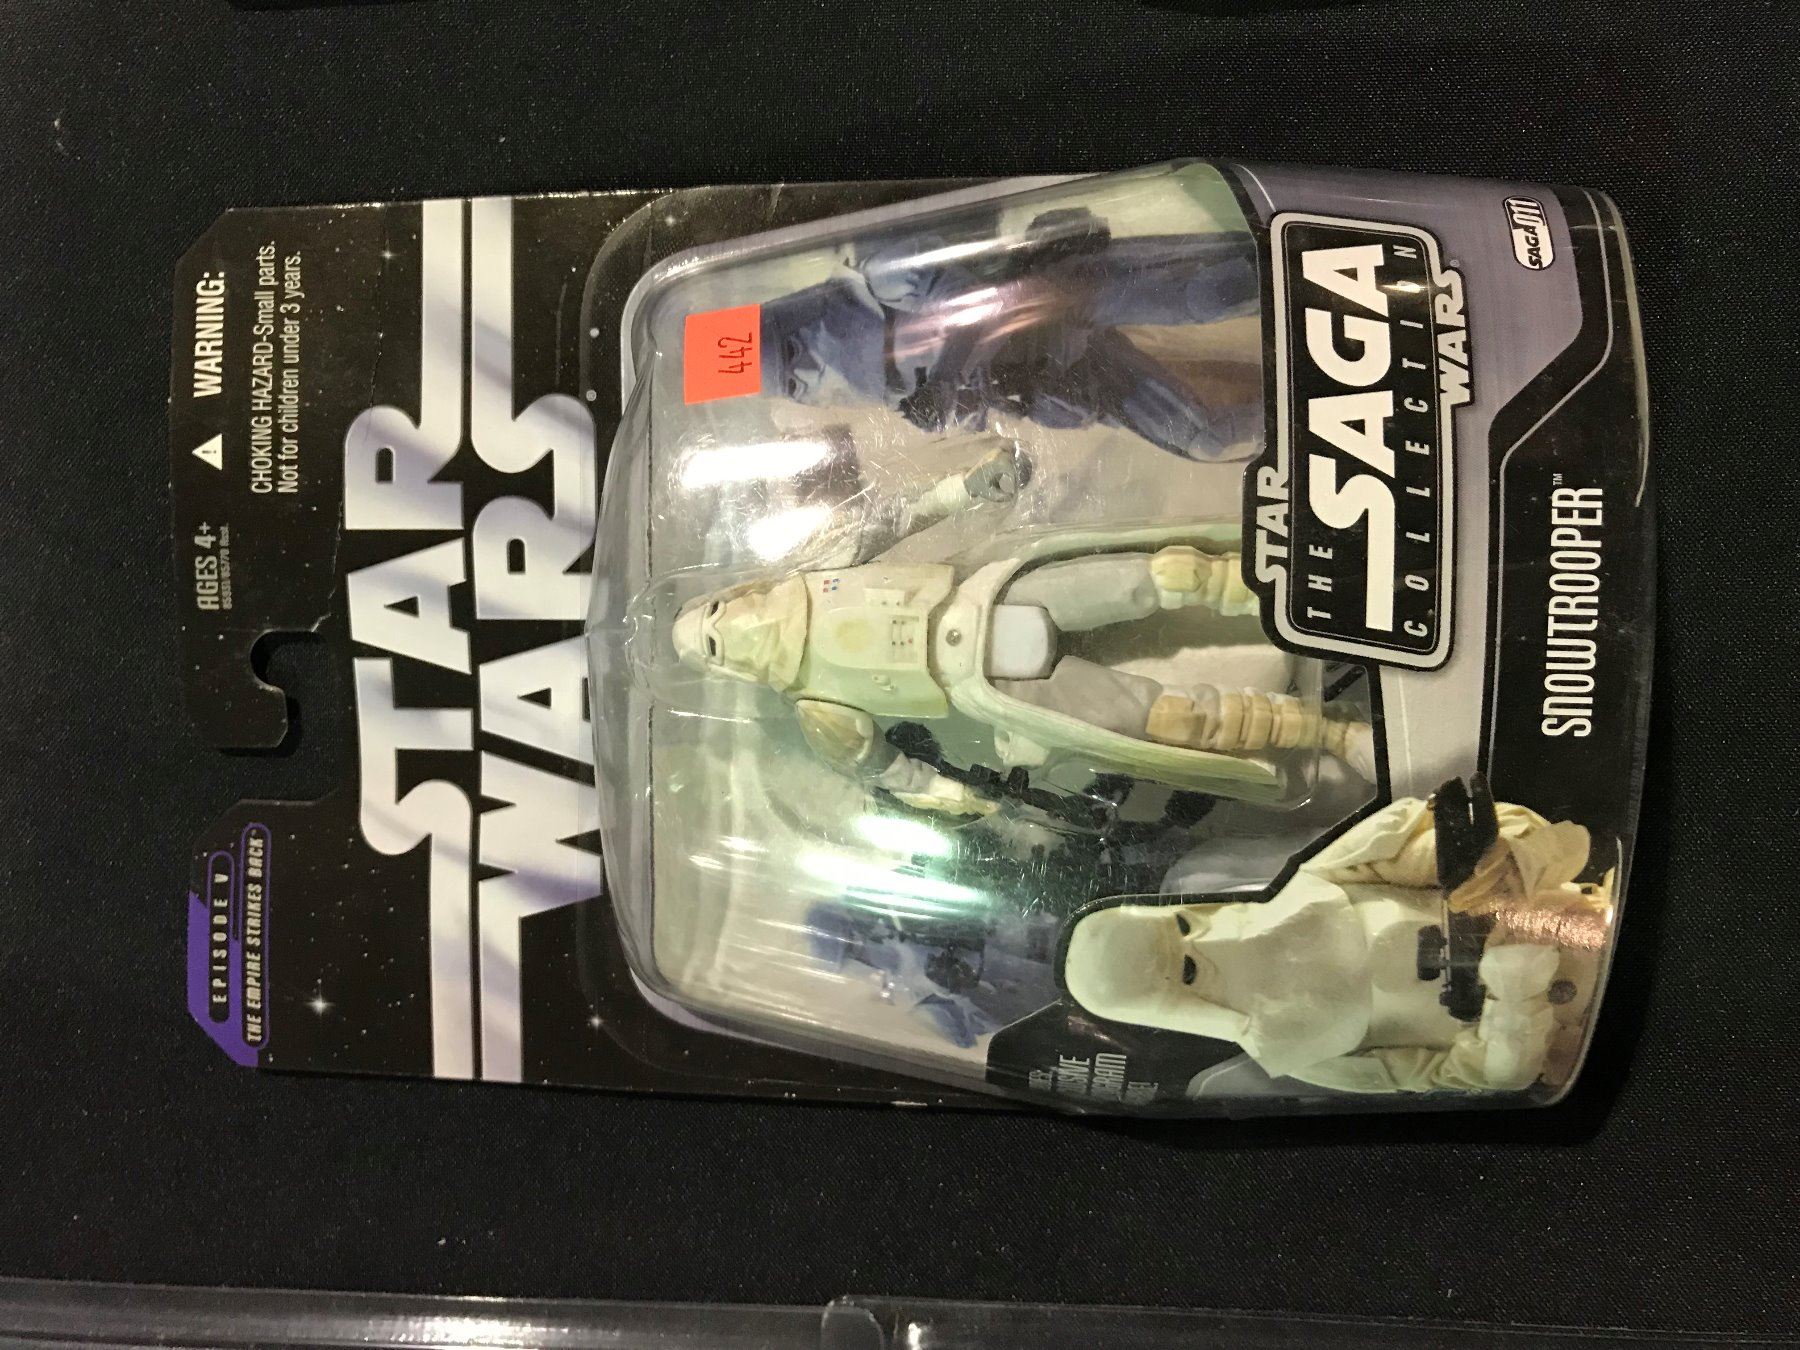 EPISODE V
THE EMPIRE STRIKES BACK
AGES 4+
WARNING:
CHOKING HAZARD-Small parts.
Not for children under 3 years.
STAR
WARS
®
442
STAR
THE
SAGA
COLLECTION
WARS
SAGA 011
SNOWTROOPER™